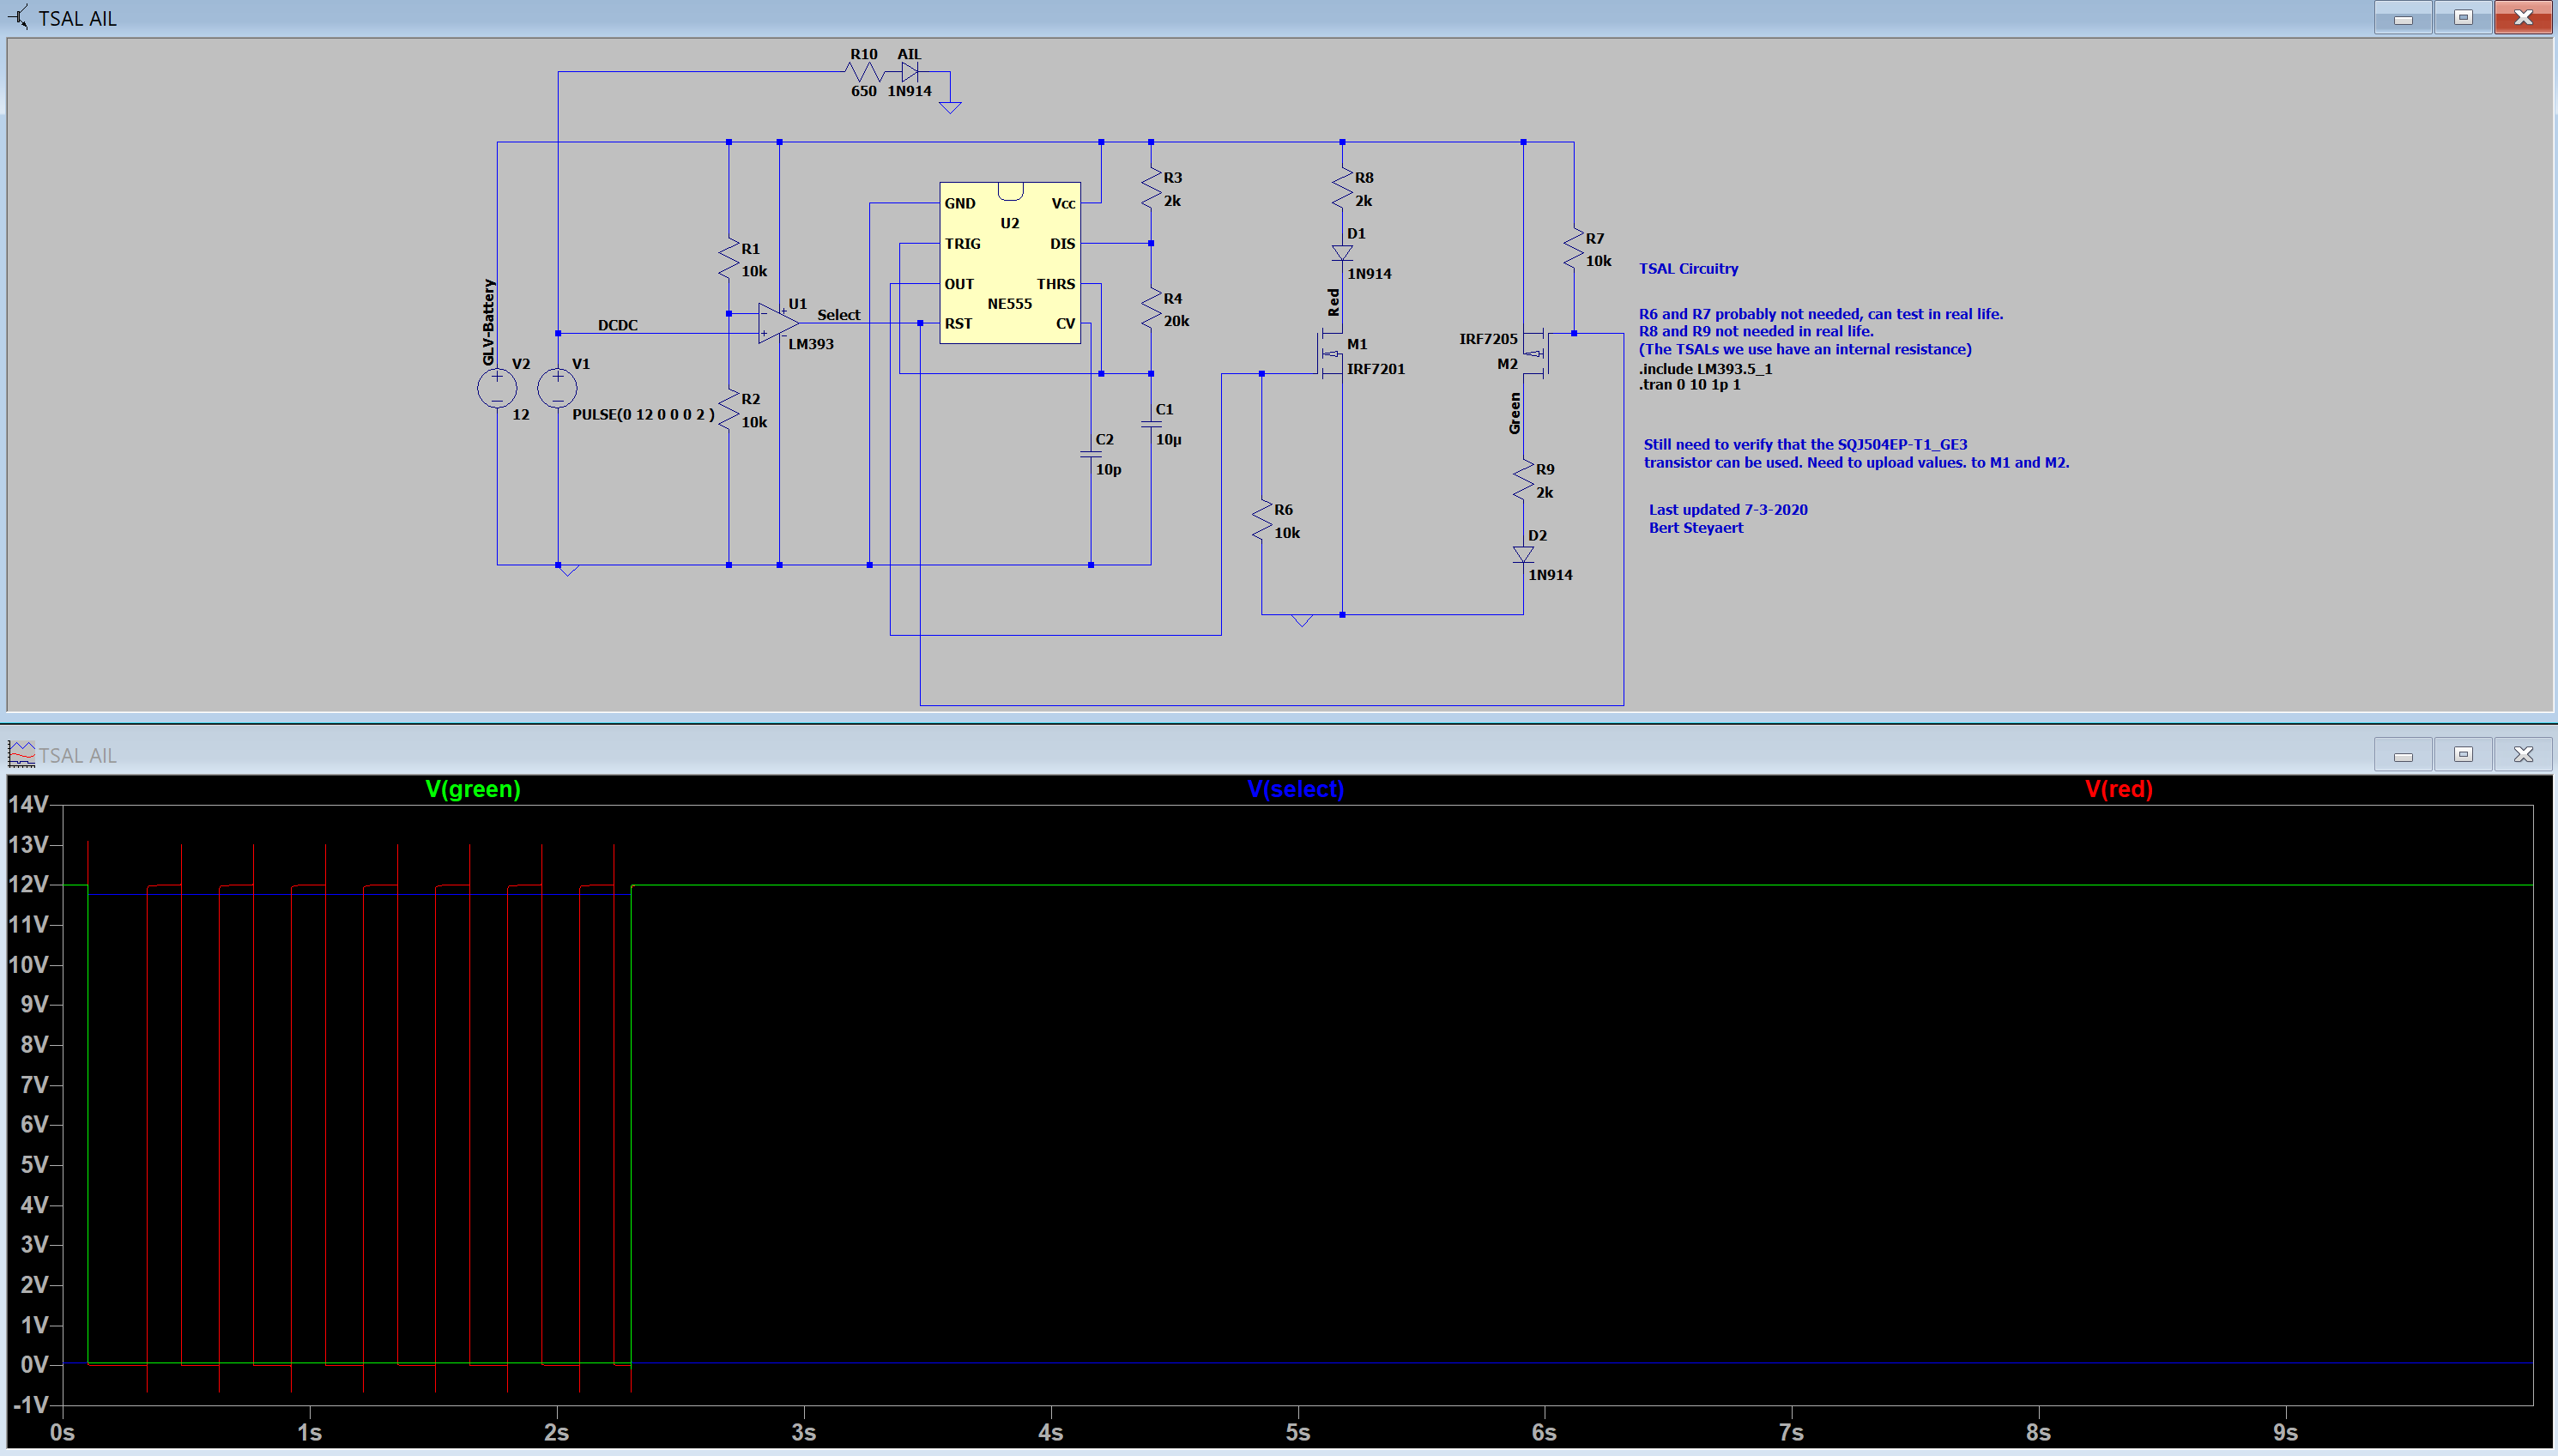 TSAL AIL
R10 AIL
650 1N914
GND
Vcc
U2
TRIG
DIS
OUT
THRS
NE555
RST
CV
R3
2k
R8
2k
D1
1N914
R1
10k
R7
10k
TSAL Circuitry
R4
20k
GLV-Battery
Red
U1
Select
DCDC
LM393
R6 and R7 probably not needed, can test in real life.
R8 and R9 not needed in real life.
(The TSALs we use have an internal resistance)
.include LM393.5_1
.tran 0 10 1p 1
IRF7205
M2
M1
IRF7201
V2
12
V1
PULSE(0 12 0 0 0 2 )
R2
10k
C1
10µ
C2
10p
Green
Still need to verify that the SQJ504EP-T1_GE3
transistor can be used. Need to upload values. to M1 and M2.
R9
2k
R6
10k
Last updated 7-3-2020
Bert Steyaert
D2
1N914
TSAL AIL
V(green) V(select) V(red)
14V
13V
12V
11V
10V
9V
8V
7V
6V
5V
4V
3V
2V
1V
0V
-1V
0s 1s 2s 3s 4s 5s 6s 7s 8s 9s